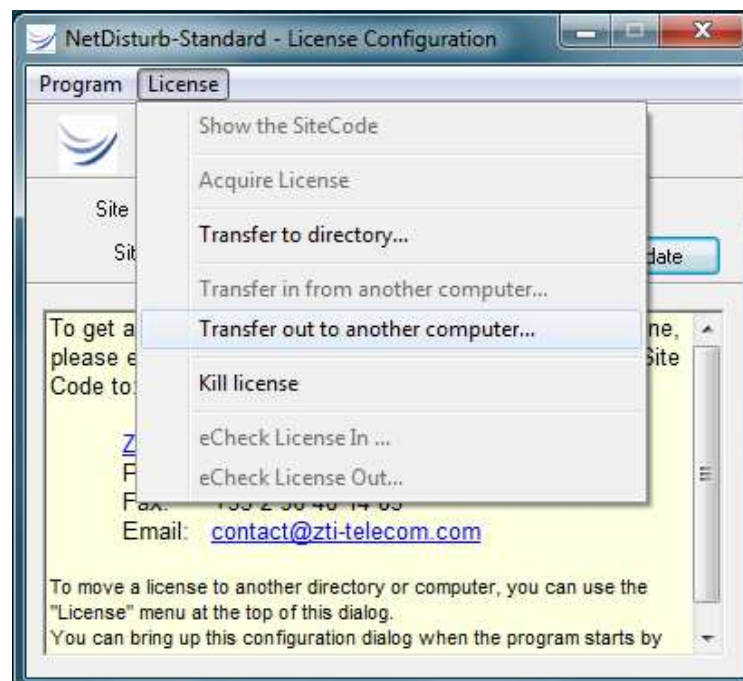 NetDisturb-Standard - License Configuration
Program License
Show the SiteCode
Acquire License
Site
Transfer to directory...
Sit
date
Transfer in from another computer...
To get a
ne,
Transfer out to another computer...
please e
Site
Code to:
Kill license
eCheck License In ...
eCheck License Out...
Fax:
Email: contact@zti-telecom.com
To move a license to another directory or computer, you can use the
"License" menu at the top of this dialog.
You can bring up this configuration dialog when the program starts by